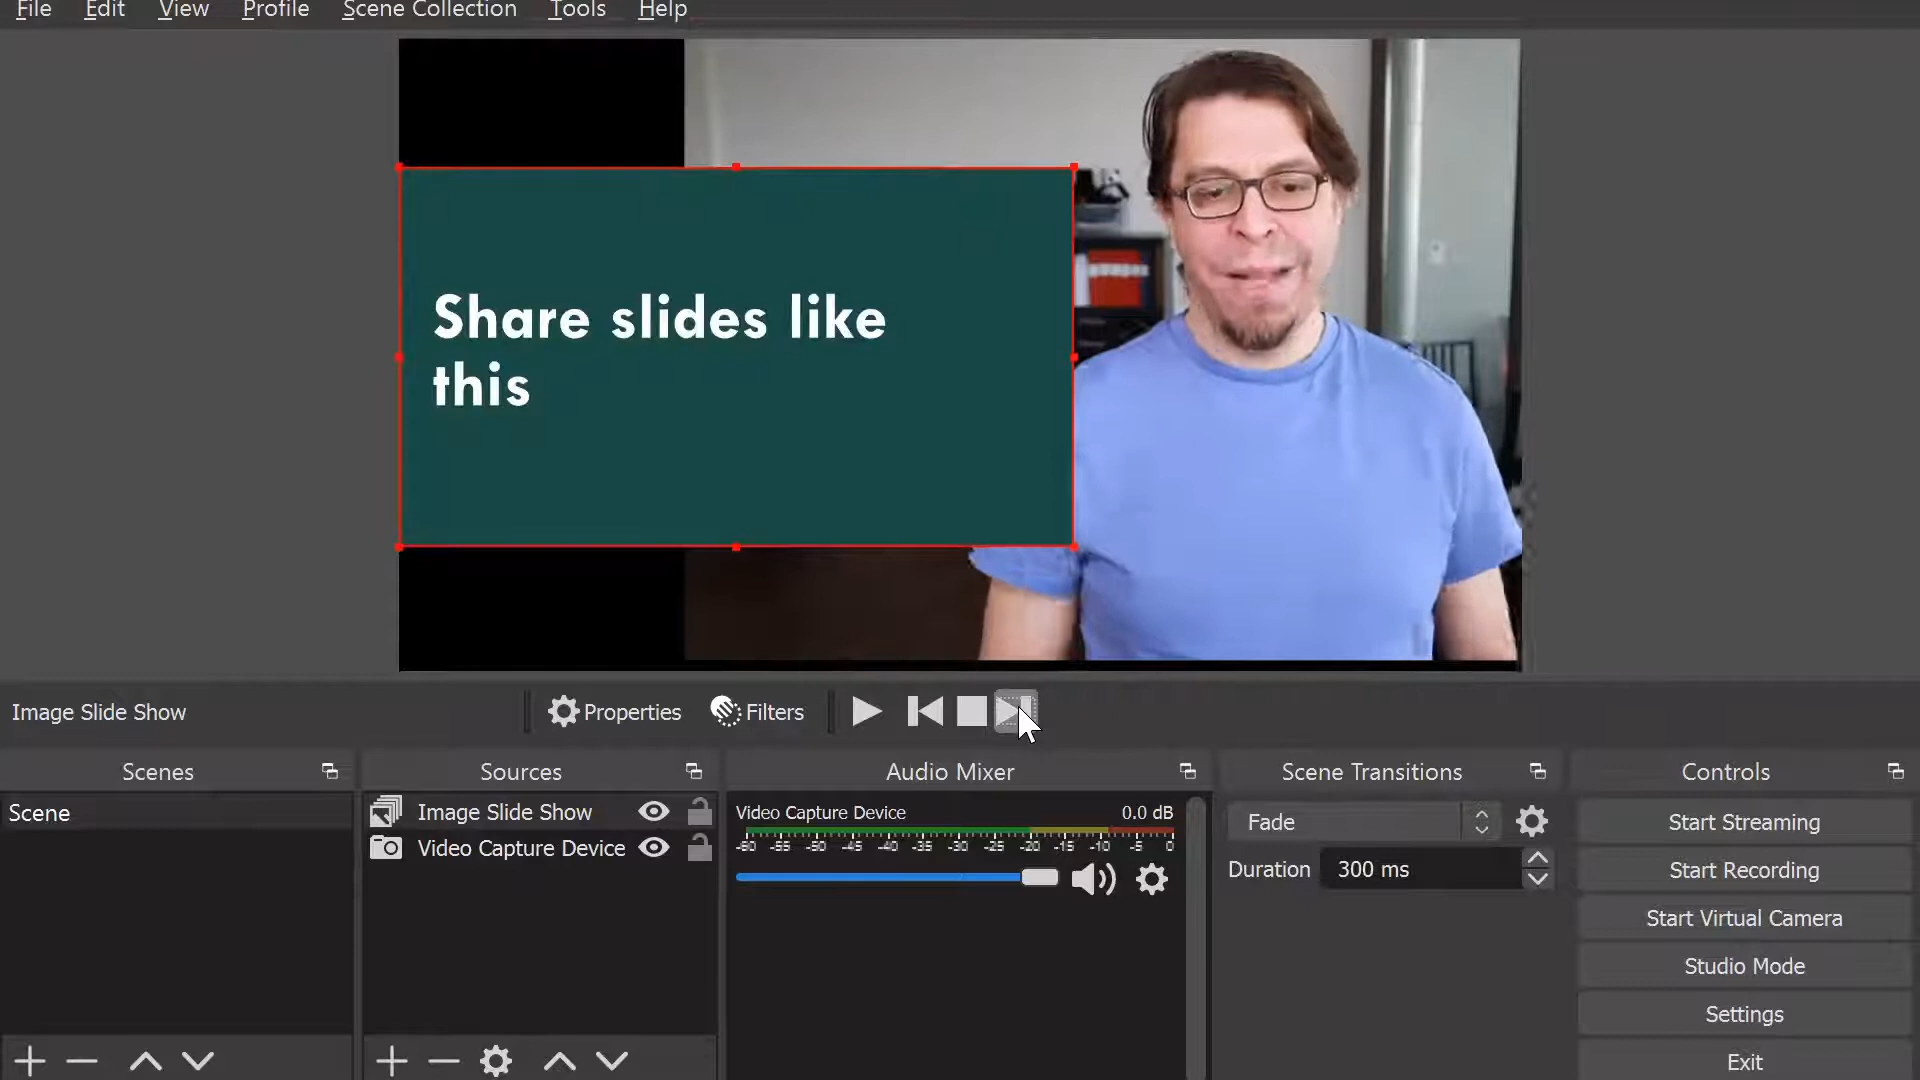 File Edit View Profile Scene Collection Tools Help
Share slides like
this
Image Slide Show Properties Filters
Scenes Sources Audio Mixer Scene Transitions Controls
Scene
Image Slide Show
Video Capture Device
Video Capture Device 0.0 dB
-60 -55 -50 -45 -40 -35 -30 -25 -20 -15 -10 -5 0
Fade
Duration 300 ms
Start Streaming
Start Recording
Start Virtual Camera
Studio Mode
Settings
Exit